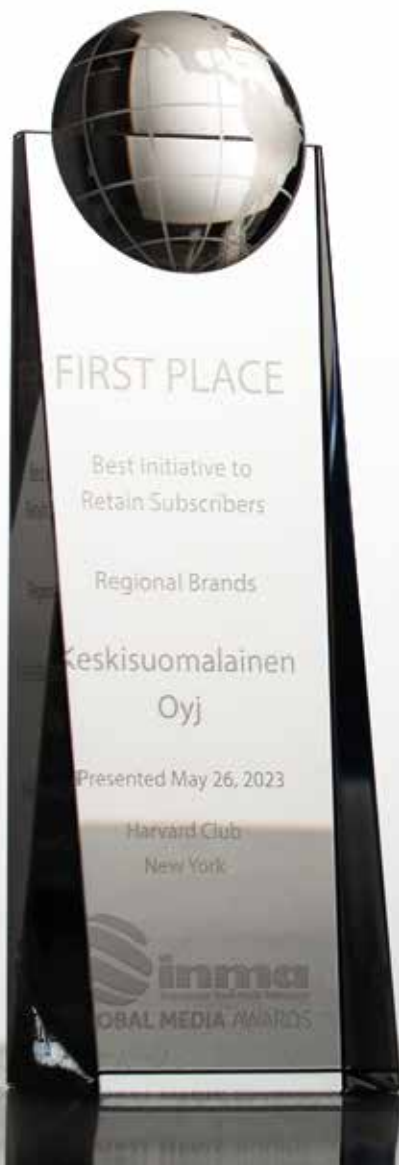 FIRST PLACE
Best Initiative to
Retain Subscribers
Regional Brands
Keskisuomalainen
Oyj
Presented May 26, 2023
Harvard Club
New York
inma
GLOBAL MEDIA AWARDS